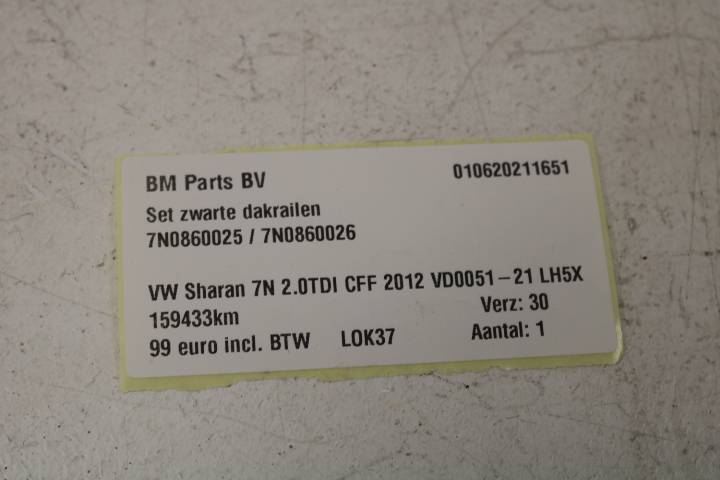 BM Parts BV 010620211651
Set zwarte dakrailen
7N0860025 / 7N0860026
VW Sharan 7N 2.0TDI CFF 2012 VD0051-21 LH5X
159433km Verz: 30
99 euro incl. BTW LOK37 Aantal: 1